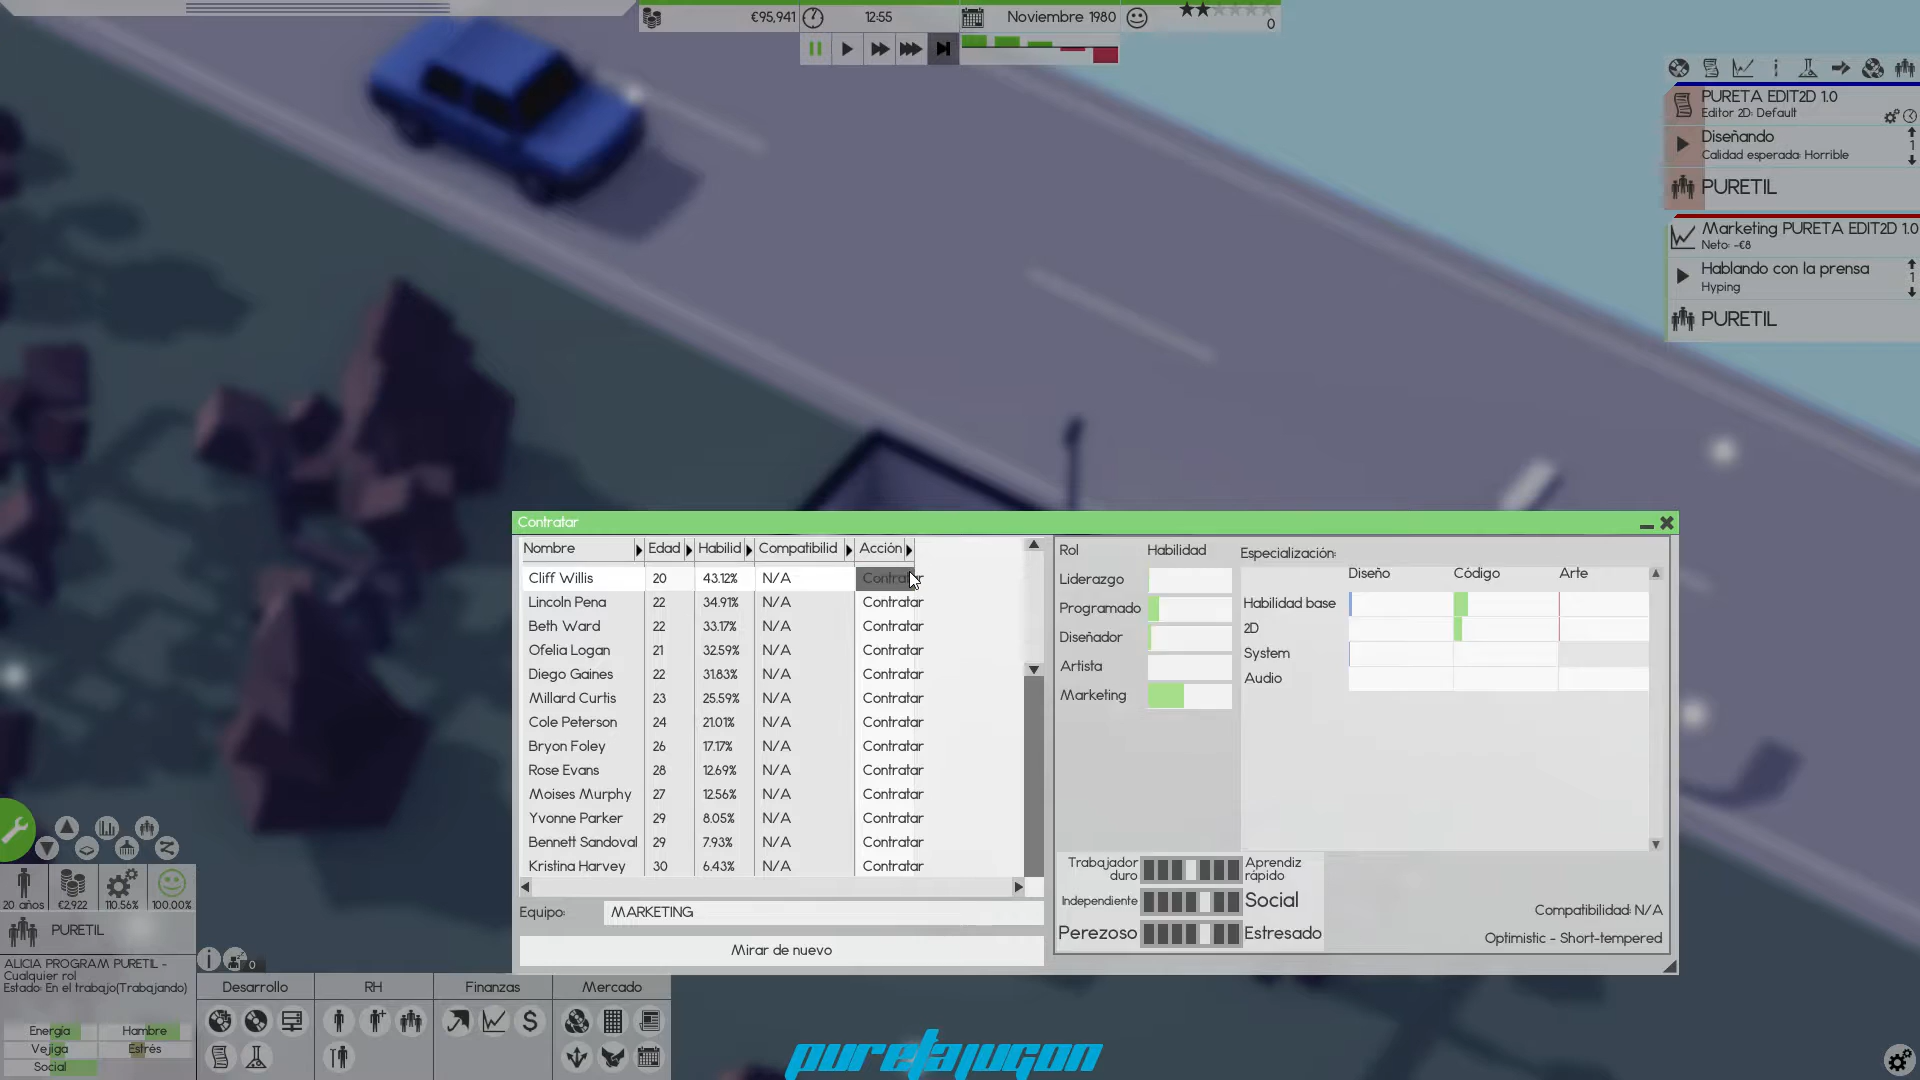 €95,941
12:55
Noviembre 1980
0
PURETA EDIT2D 1.0
Editor 2D: Default
Diseñando
Calidad esperada: Horrible
1
PURETIL
Marketing PURETA EDIT2D 1.0
Neto: -€8
Hablando con la prensa
Hyping
1
PURETIL
Contratar
Nombre Edad Habilid Compatibilid Acción
Cliff Willis 20 43.12% N/A Contratar
Lincoln Pena 22 34.91% N/A Contratar
Beth Ward 22 33.17% N/A Contratar
Ofelia Logan 21 32.59% N/A Contratar
Diego Gaines 22 31.83% N/A Contratar
Millard Curtis 23 25.59% N/A Contratar
Cole Peterson 24 21.01% N/A Contratar
Bryon Foley 26 17.17% N/A Contratar
Rose Evans 28 12.69% N/A Contratar
Moises Murphy 27 12.56% N/A Contratar
Yvonne Parker 29 8.05% N/A Contratar
Bennett Sandoval 29 7.93% N/A Contratar
Kristina Harvey 30 6.43% N/A Contratar
Equipo: MARKETING
Mirar de nuevo
Rol Habilidad
Liderazgo
Programado
Diseñador
Artista
Marketing
Especialización:
Diseño Código Arte
Habilidad base
2D
System
Audio
Trabajador duro Aprendiz rápido
Independiente Social
Perezoso Estresado
Compatibilidad: N/A
Optimistic - Short-tempered
20 años €2,922 110.56% 100.00%
PURETIL
ALICIA PROGRAM PURETIL -
Cualquier rol
Estado: En el trabajo(Trabajando)
Energía Hambre
Vejiga Estrés
Social
0
Desarrollo RH Finanzas Mercado
puretajugon